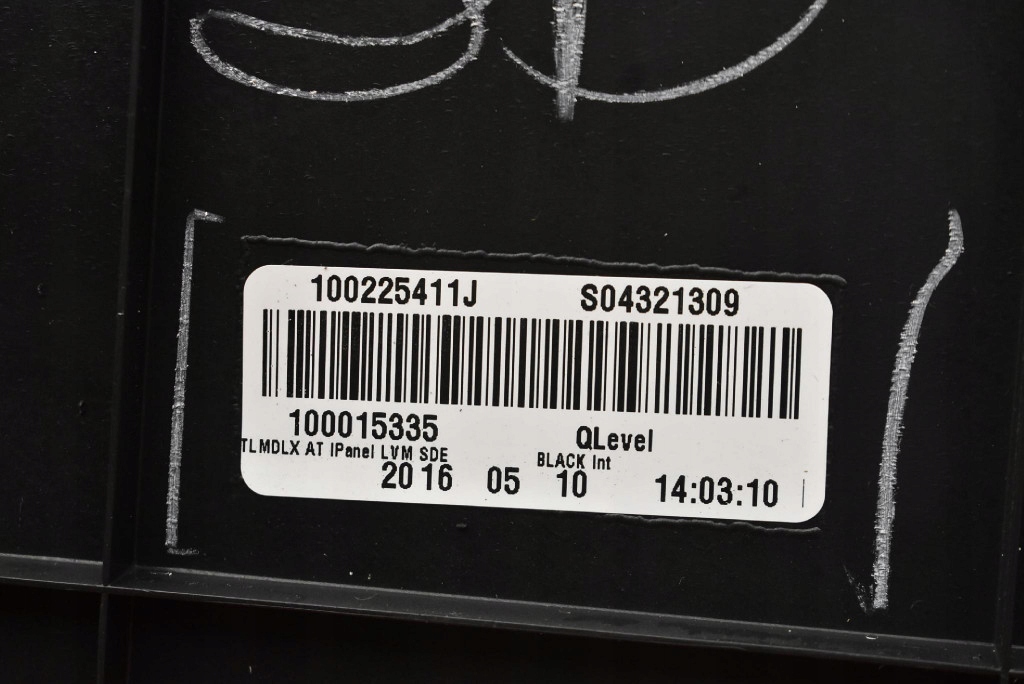 100225411J S04321309
100015335 QLevel
TLMDLX AT IPanel LVM SDE BLACK Int
2016 05 10 14:03:10